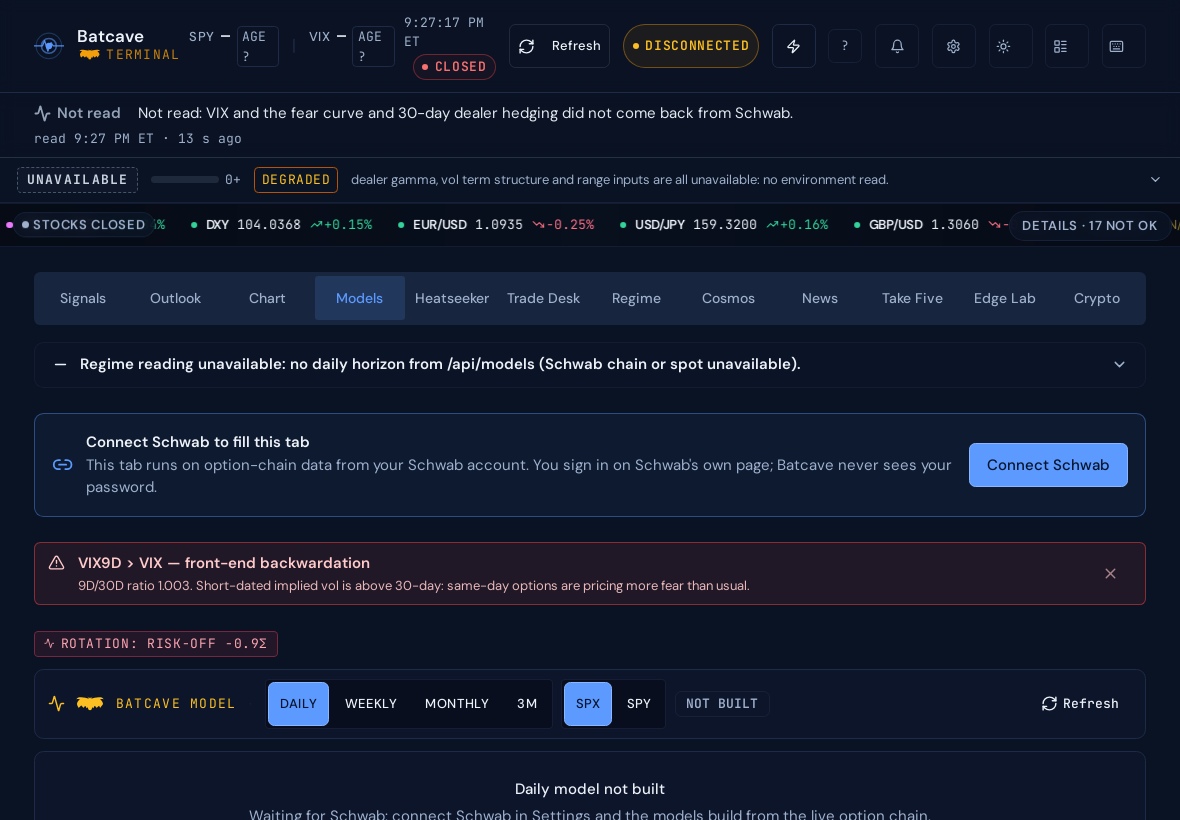 Batcave
TERMINAL
SPY — AGE ?
VIX — AGE ?
9:27:17 PM ET
CLOSED
Refresh
DISCONNECTED
?
Not read Not read: VIX and the fear curve and 30-day dealer hedging did not come back from Schwab.
read 9:27 PM ET · 13 s ago
UNAVAILABLE 0+ DEGRADED dealer gamma, vol term structure and range inputs are all unavailable: no environment read.
STOCKS CLOSED % DXY 104.0368 +0.15% EUR/USD 1.0935 -0.25% USD/JPY 159.3200 +0.16% GBP/USD 1.3060 - DETAILS · 17 NOT OK
Signals Outlook Chart Models Heatseeker Trade Desk Regime Cosmos News Take Five Edge Lab Crypto
— Regime reading unavailable: no daily horizon from /api/models (Schwab chain or spot unavailable).
Connect Schwab to fill this tab
This tab runs on option-chain data from your Schwab account. You sign in on Schwab's own page; Batcave never sees your
password.
Connect Schwab
VIX9D > VIX — front-end backwardation
9D/30D ratio 1.003. Short-dated implied vol is above 30-day: same-day options are pricing more fear than usual.
ROTATION: RISK-OFF -0.9Σ
BATCAVE MODEL DAILY WEEKLY MONTHLY 3M SPX SPY NOT BUILT Refresh
Daily model not built
Waiting for Schwab: connect Schwab in Settings and the models build from the live option chain.